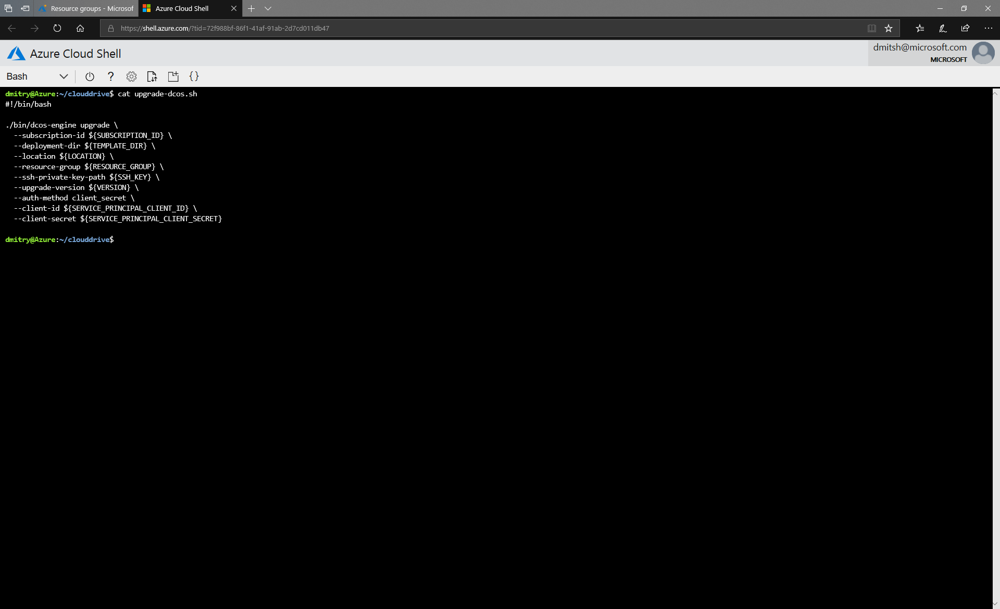 Resource groups - Microsof
Azure Cloud Shell
https://shell.azure.com/?tid=72f988bf-86f1-41af-91ab-2d7cd011db47
Azure Cloud Shell
dmitsh@microsoft.com
MICROSOFT
Bash
dmitry@Azure:~/clouddrive$ cat upgrade-dcos.sh
#!/bin/bash
./bin/dcos-engine upgrade \
--subscription-id ${SUBSCRIPTION_ID} \
--deployment-dir ${TEMPLATE_DIR} \
--location ${LOCATION} \
--resource-group ${RESOURCE_GROUP} \
--ssh-private-key-path ${SSH_KEY} \
--upgrade-version ${VERSION} \
--auth-method client_secret \
--client-id ${SERVICE_PRINCIPAL_CLIENT_ID} \
--client-secret ${SERVICE_PRINCIPAL_CLIENT_SECRET}
dmitry@Azure:~/clouddrive$